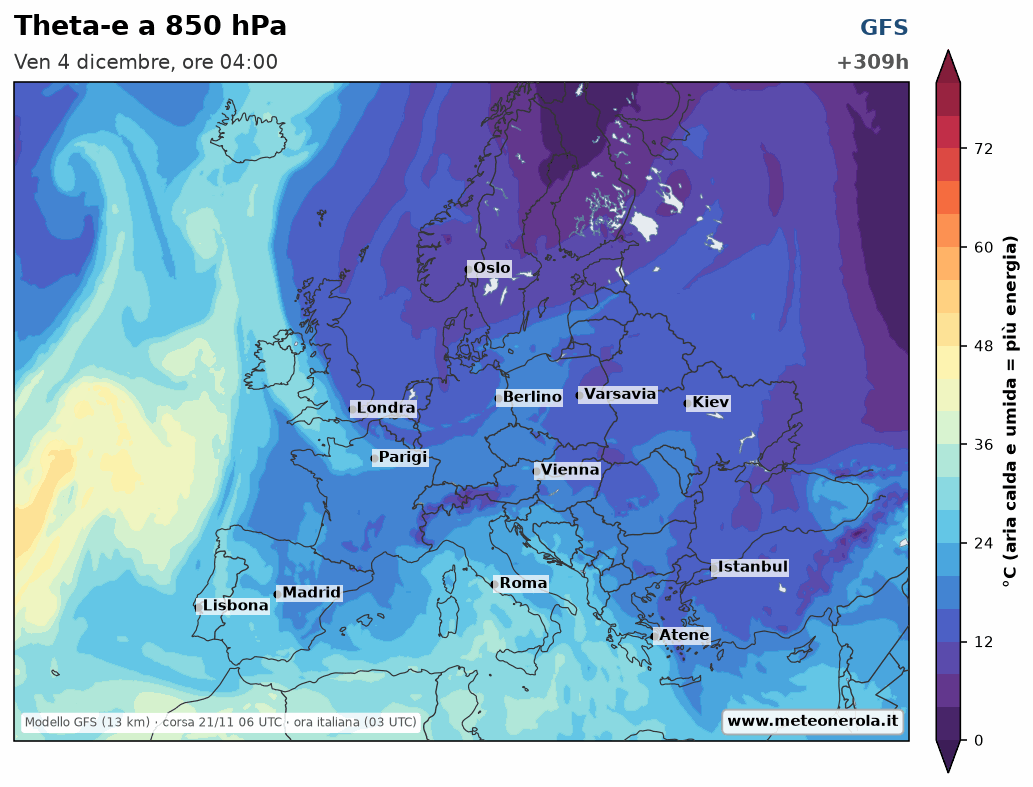 Theta-e a 850 hPa
GFS
Ven 4 dicembre, ore 04:00
+309h
72
60
48
36
24
12
0
°C (aria calda e umida = più energia)
Oslo
Berlino
Varsavia
Kiev
Londra
Parigi
Vienna
Istanbul
Roma
Madrid
Lisbona
Atene
Modello GFS (13 km) · corsa 21/11 06 UTC · ora italiana (03 UTC)
www.meteonerola.it